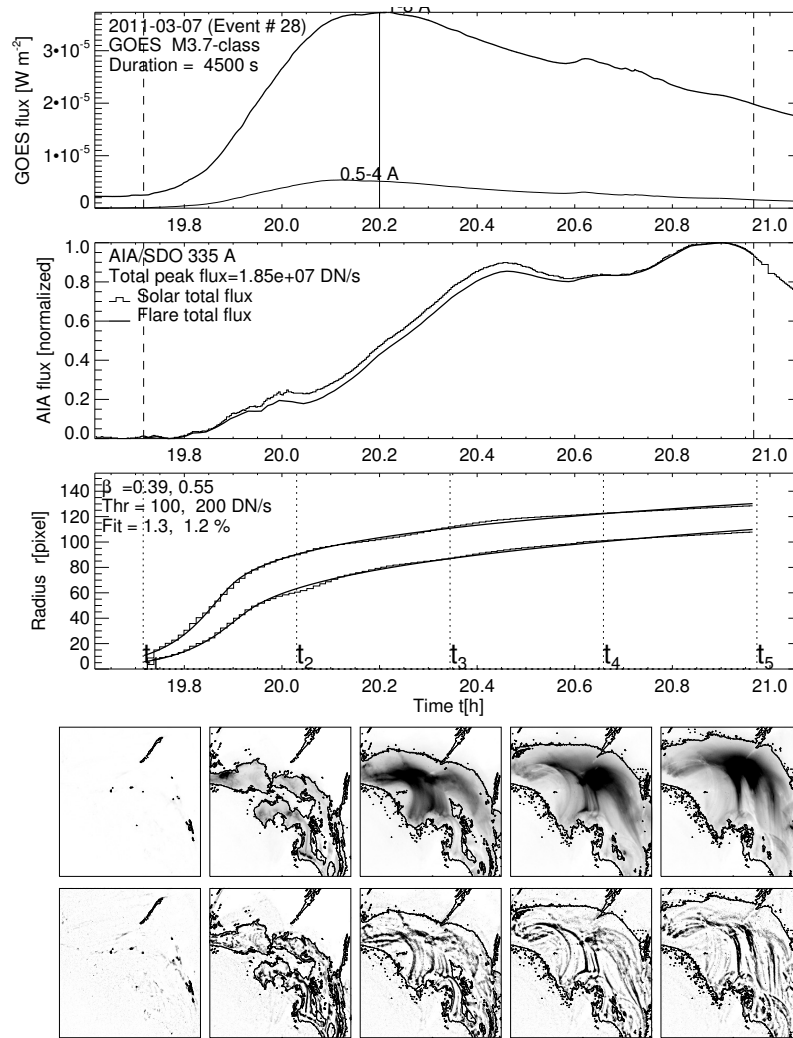 1-8 A
2011-03-07 (Event # 28)
GOES M3.7-class
Duration = 4500 s
0.5-4 A
GOES flux [W m-2]
3•10-5
2•10-5
1•10-5
0
19.8 20.0 20.2 20.4 20.6 20.8 21.0
AIA/SDO 335 A
Total peak flux=1.85e+07 DN/s
Solar total flux
Flare total flux
AIA flux [normalized]
1.0
0.8
0.6
0.4
0.2
0.0
19.8 20.0 20.2 20.4 20.6 20.8 21.0
β =0.39, 0.55
Thr = 100, 200 DN/s
Fit = 1.3, 1.2 %
Radius r[pixel]
140
120
100
80
60
40
20
0
t2 t3 t4 t5
19.8 20.0 20.2 20.4 20.6 20.8 21.0
Time t[h]